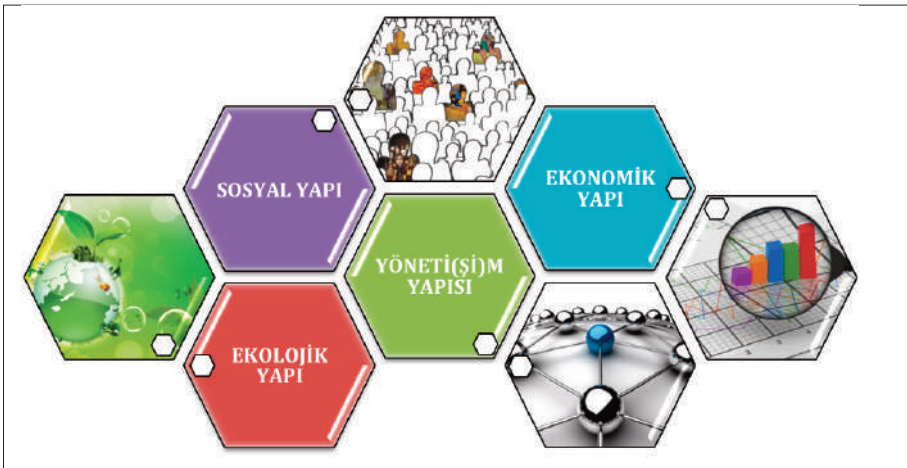 SOSYAL YAPI
EKONOMİK
YAPI
YÖNETİ(Şİ)M
YAPISI
EKOLOJİK
YAPI